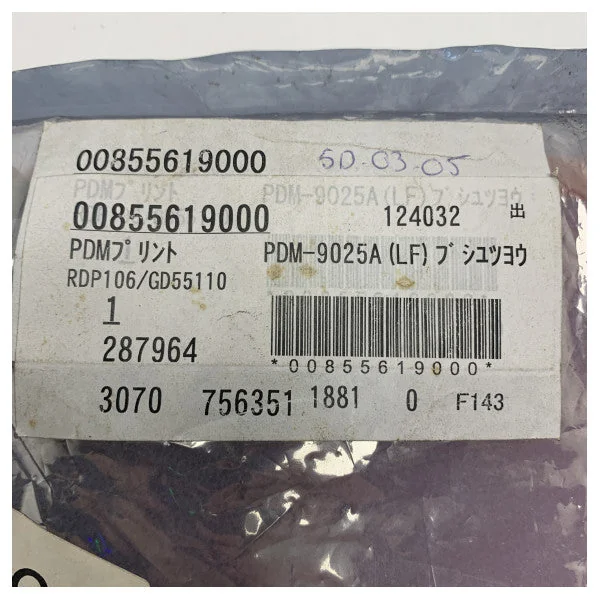 00855619000 SD.03.05
PDMプリント PDM-9025A(LF)ブシユツヨウ
00855619000 124032 出
PDMプリント PDM-9025A(LF)ブシユツヨウ
RDP106/GD55110
1
287964
*00855619000*
3070 756351 1881 0 F143